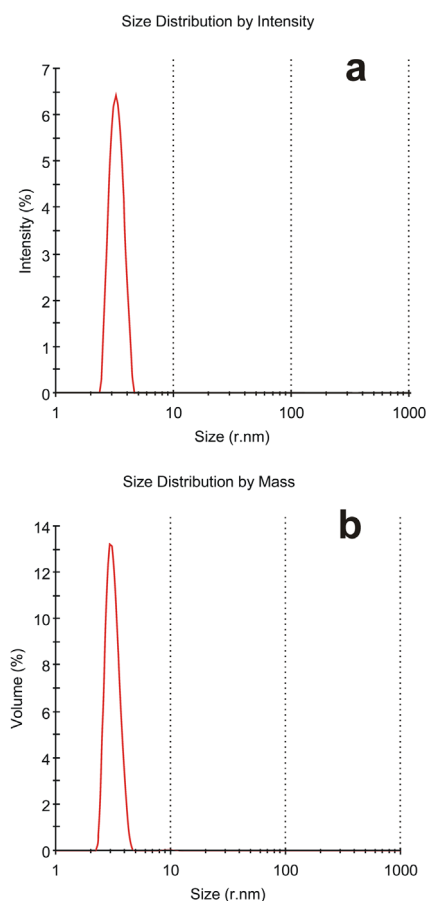 Size Distribution by Intensity
a
7
6
5
4
3
2
1
0
Intensity (%)
1 10 100 1000
Size (r.nm)
Size Distribution by Mass
b
14
12
10
8
6
4
2
0
Volume (%)
1 10 100 1000
Size (r.nm)